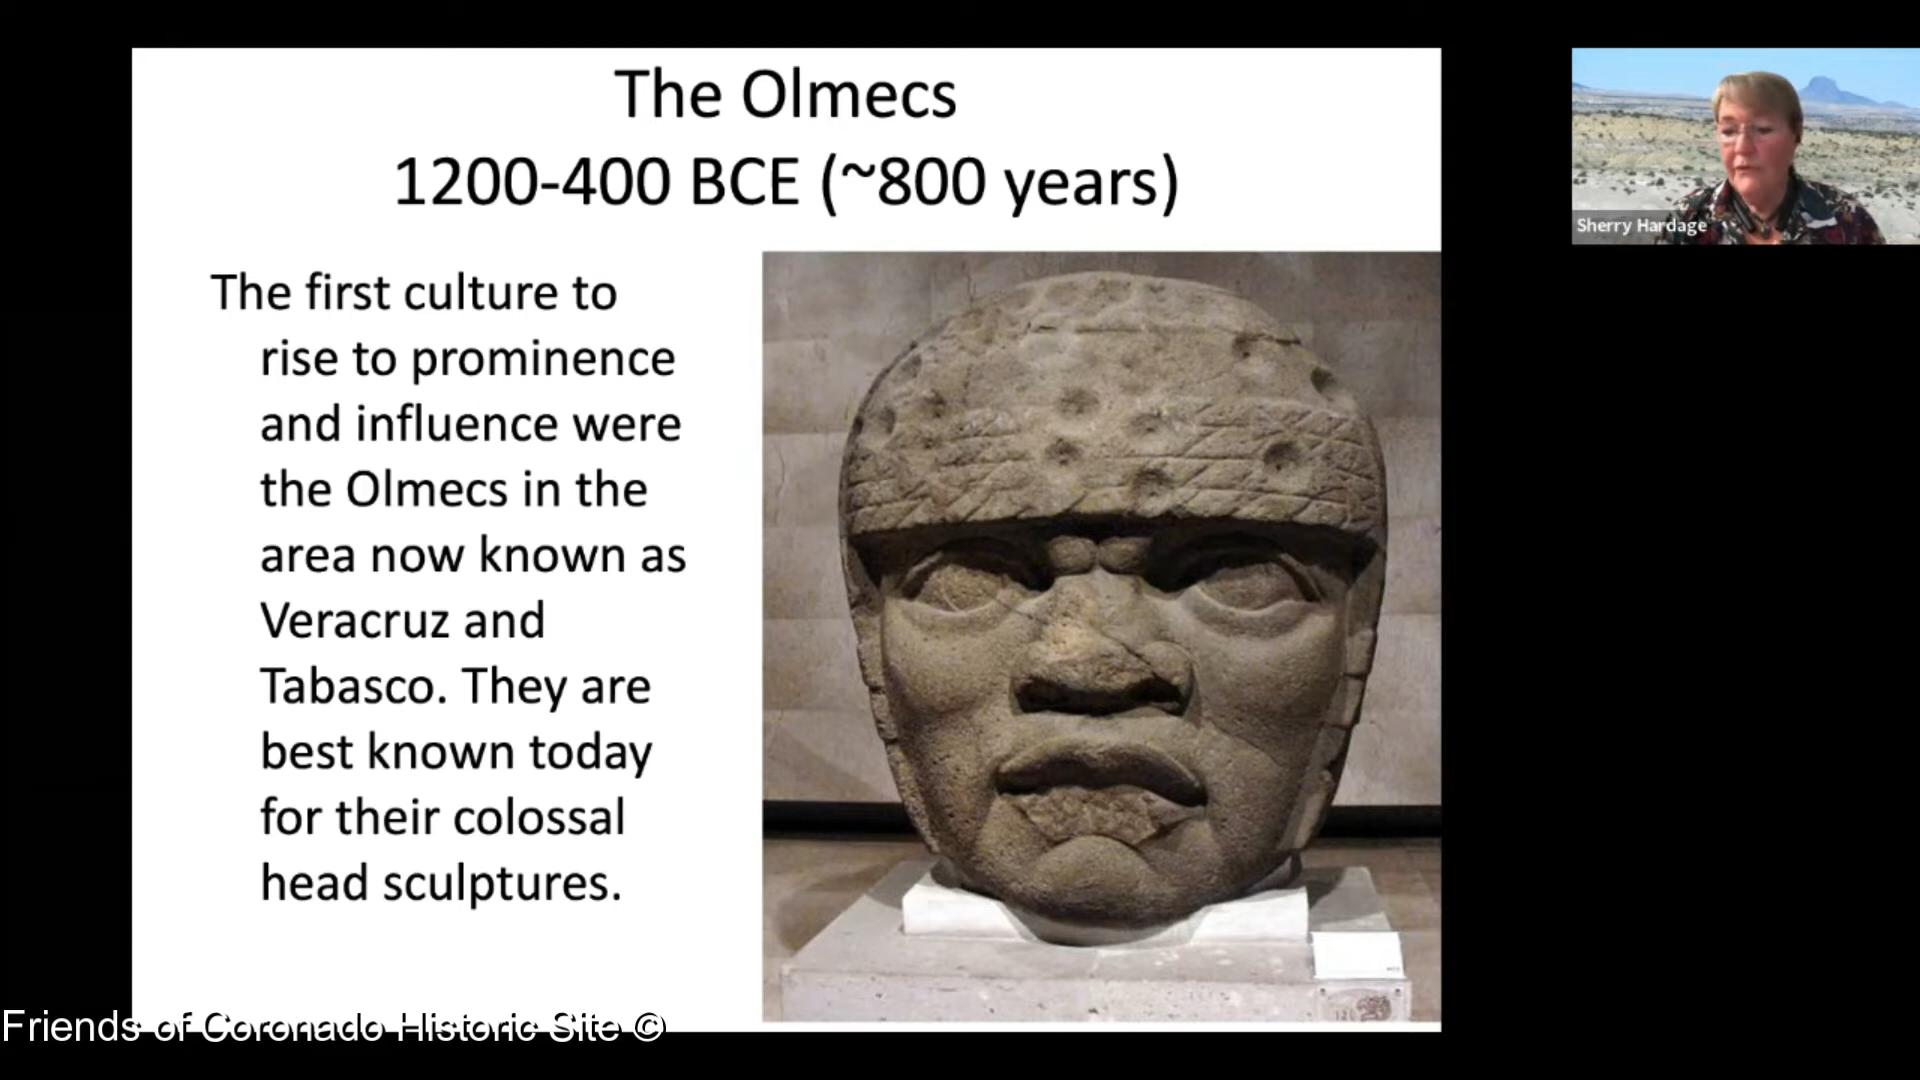 The Olmecs
1200-400 BCE (~800 years)
The first culture to
rise to prominence
and influence were
the Olmecs in the
area now known as
Veracruz and
Tabasco. They are
best known today
for their colossal
head sculptures.
Sherry Hardage
Friends of Coronado Historic Site ©